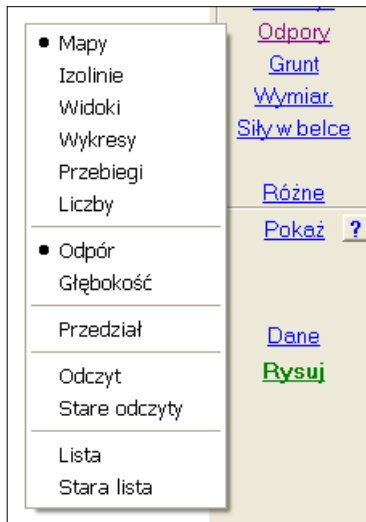 Mapy
Izolinie
Widoki
Wykresy
Przebiegi
Liczby
Odpór
Głębokość
Przedział
Odczyt
Stare odczyty
Lista
Stara lista
Odpory
Grunt
Wymiar.
Siły w belce
Różne
Pokaż ?
Dane
Rysuj